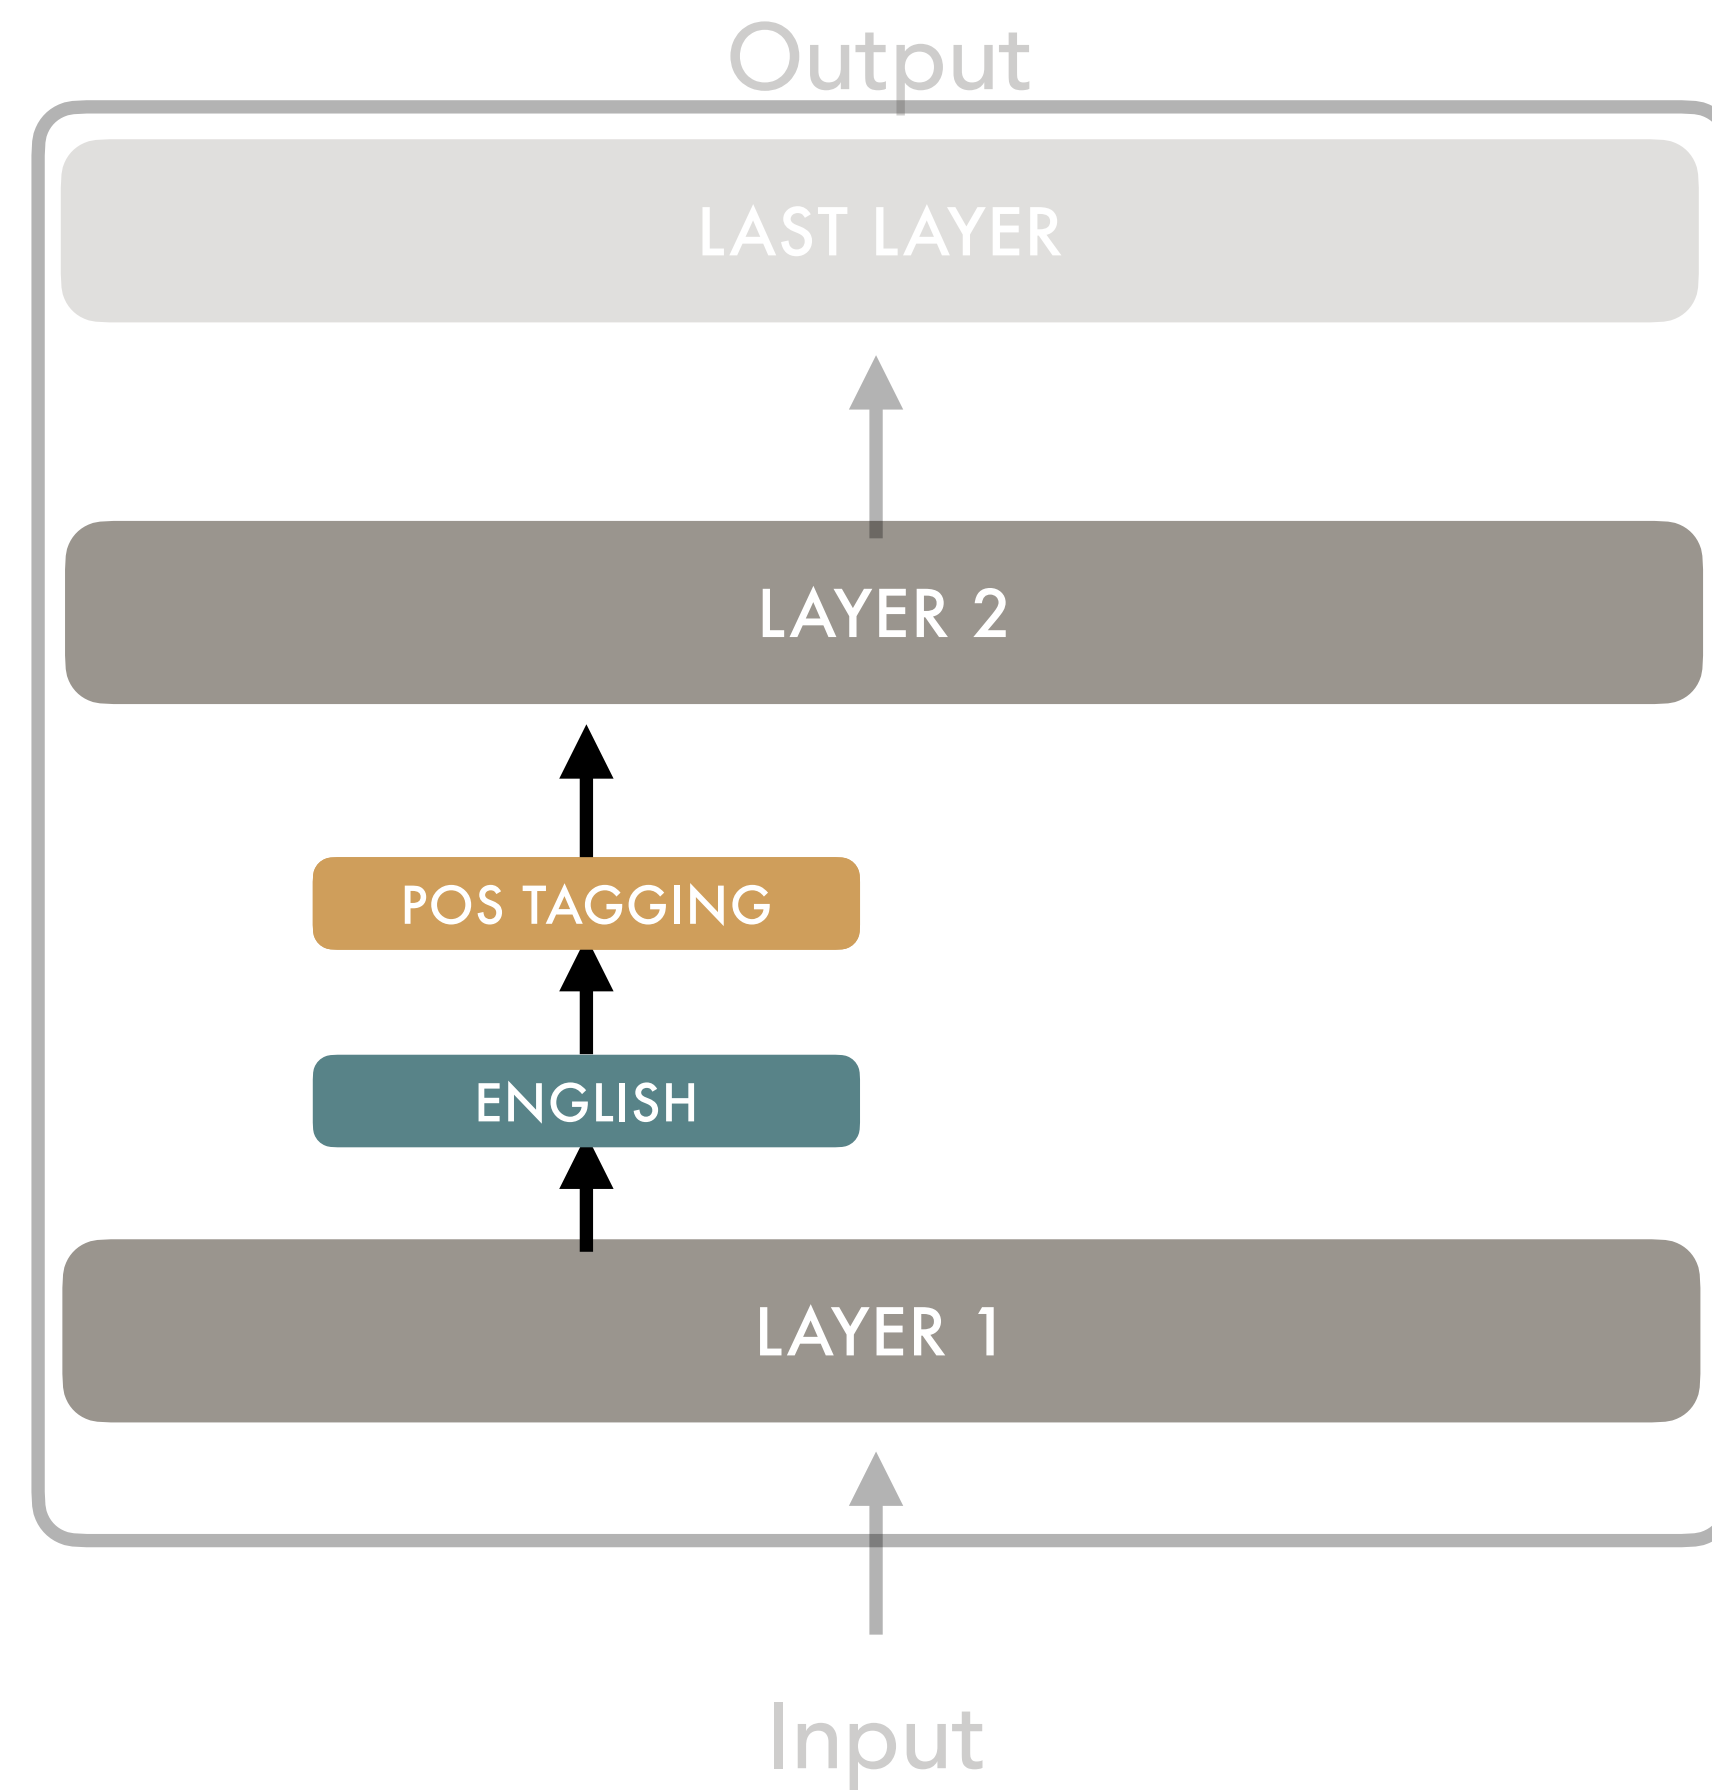 Output
LAST LAYER
LAYER 2
POS TAGGING
ENGLISH
LAYER 1
Input